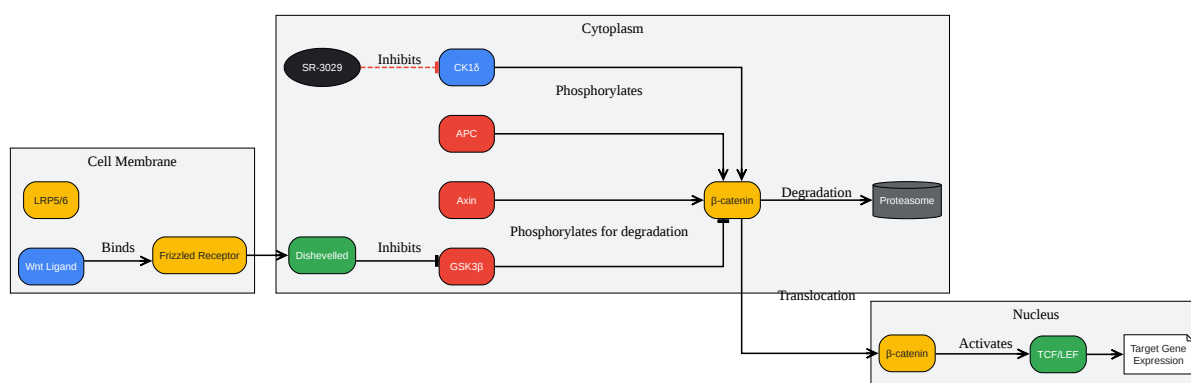 Cytoplasm
SR-3029
Inhibits
CK1δ
Phosphorylates
APC
Cell Membrane
LRP5/6
Axin
β-catenin
Degradation
Proteasome
Phosphorylates for degradation
Wnt Ligand
Binds
Frizzled Receptor
Dishevelled
Inhibits
GSK3β
Translocation
Nucleus
β-catenin
Activates
TCF/LEF
Target Gene
Expression